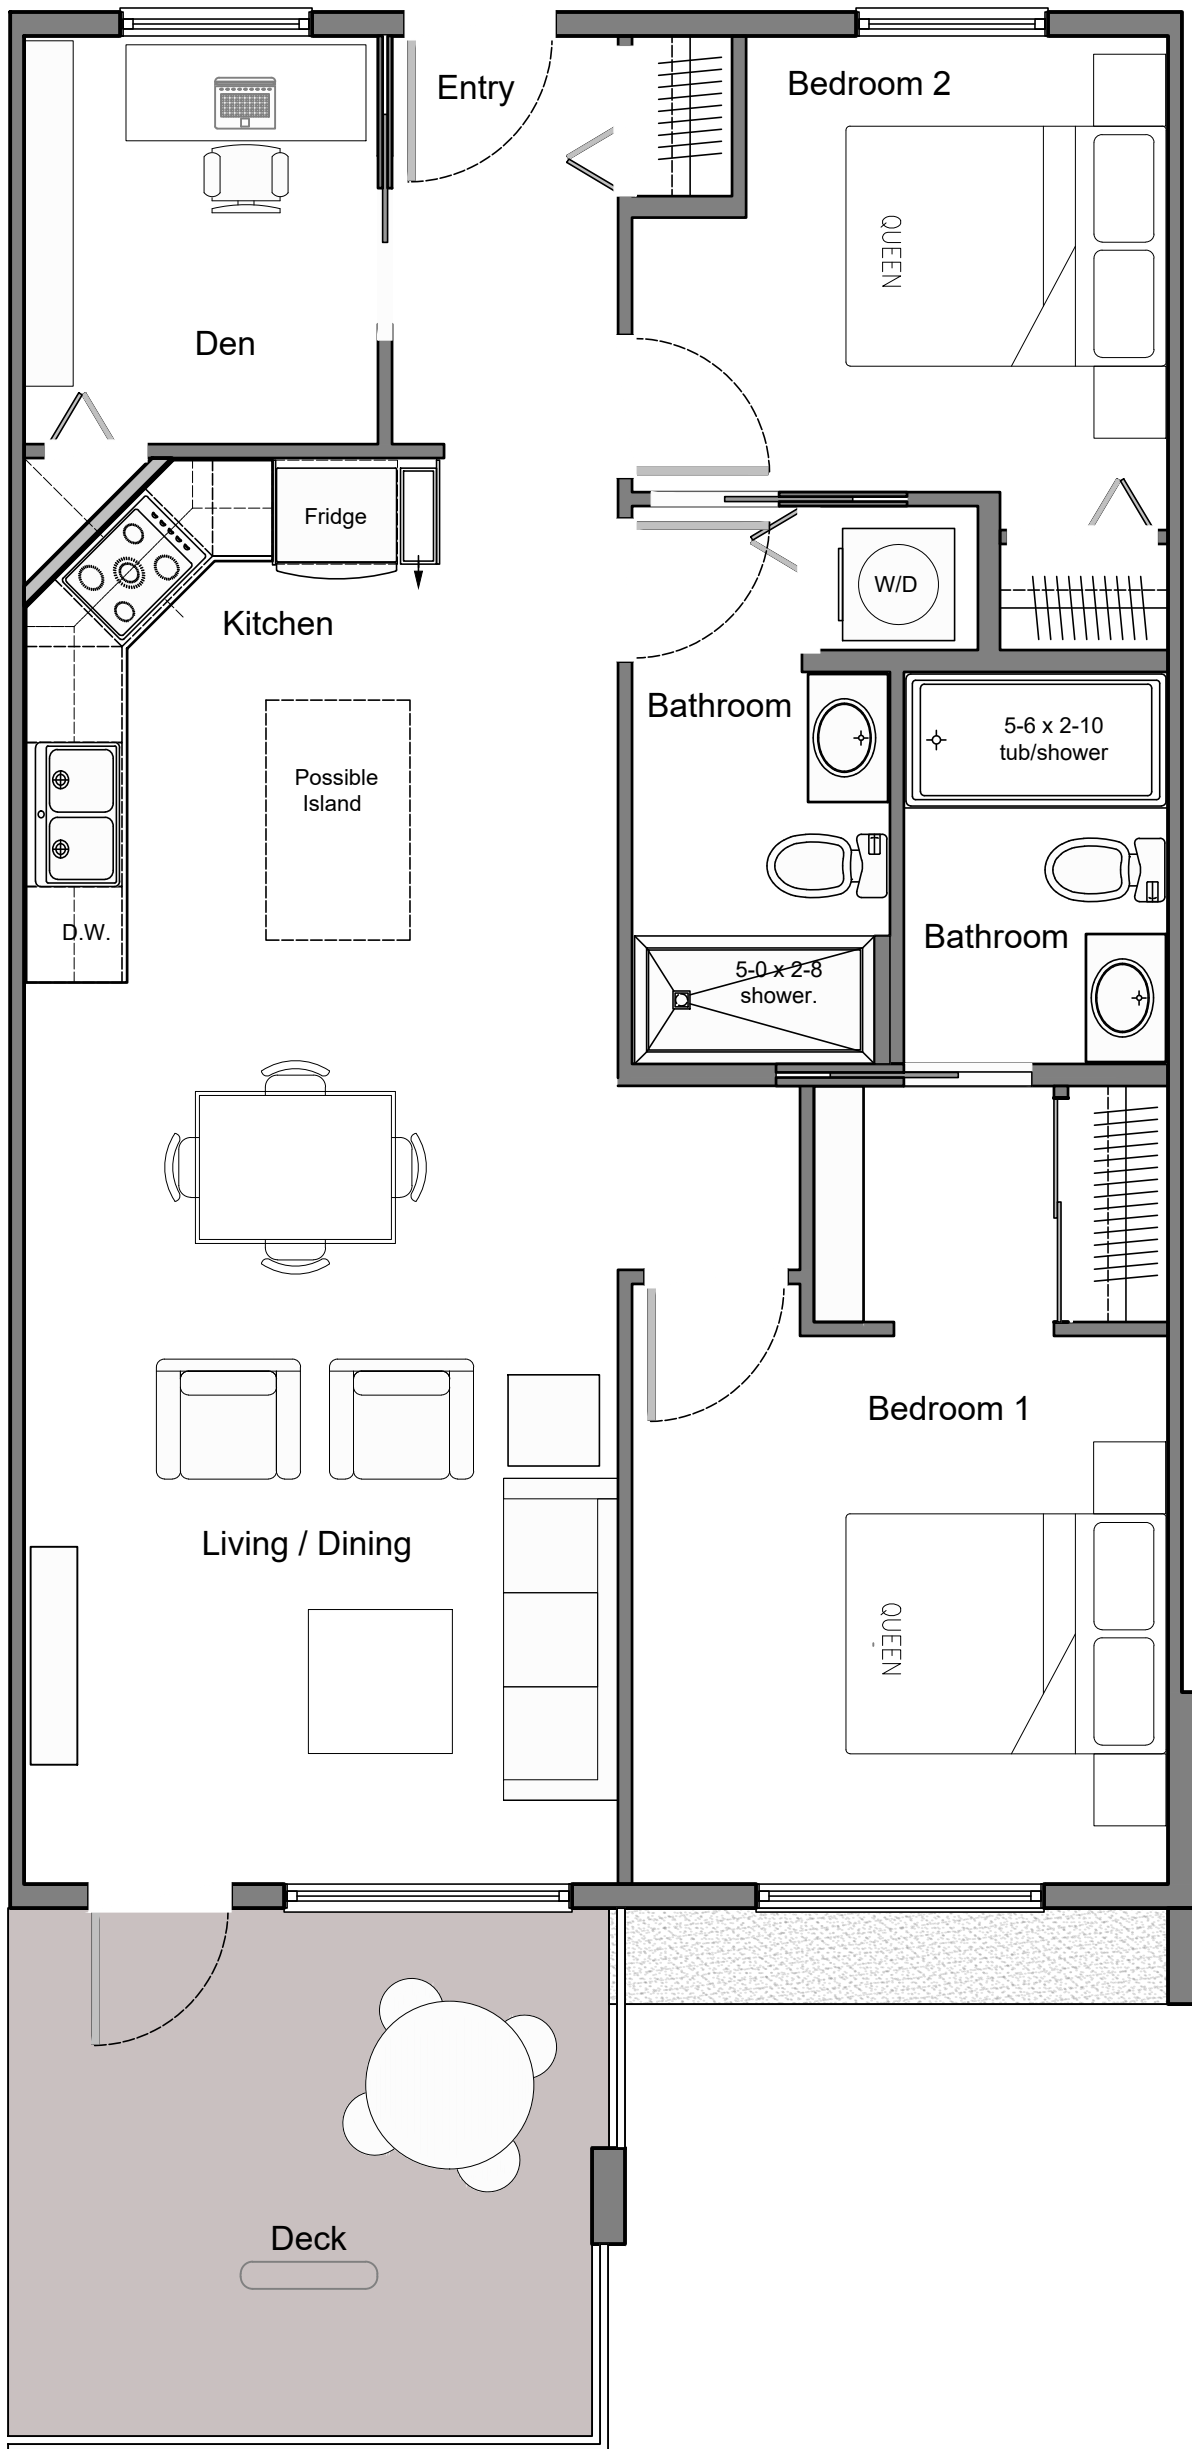 Entry
Bedroom 2
QUEEN
Den
Fridge
W/D
Kitchen
Bathroom
5-6 x 2-10
tub/shower
Possible
Island
D.W.
Bathroom
5-0 x 2-8
shower.
Bedroom 1
Living / Dining
QUEEN
Deck